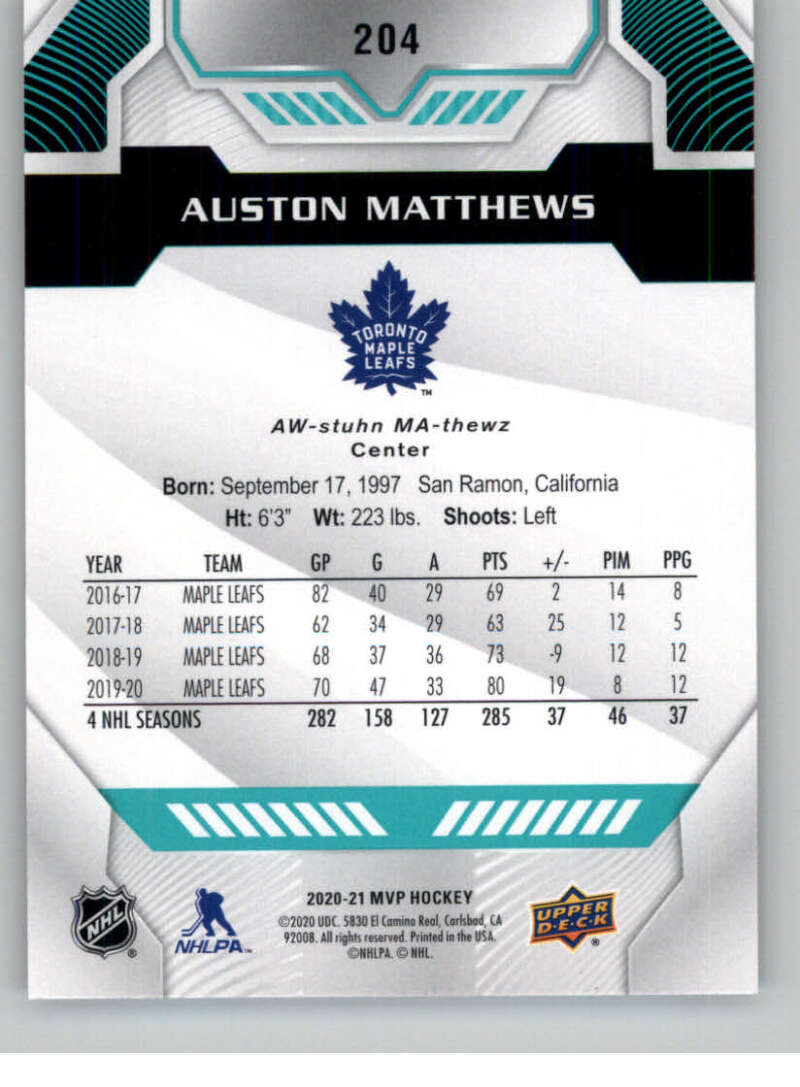 204
AUSTON MATTHEWS
TORONTO
MAPLE
LEAFS
TM
AW-stuhn MA-thewz
Center
Born: September 17, 1997 San Ramon, California
Ht: 6'3" Wt: 223 lbs. Shoots: Left
YEAR TEAM GP G A PTS +/- PIM PPG
2016-17 MAPLE LEAFS 82 40 29 69 2 14 8
2017-18 MAPLE LEAFS 62 34 29 63 25 12 5
2018-19 MAPLE LEAFS 68 37 36 73 -9 12 12
2019-20 MAPLE LEAFS 70 47 33 80 19 8 12
4 NHL SEASONS 282 158 127 285 37 46 37
NHL ®
NHLPA™
2020-21 MVP HOCKEY
©2020 UDC. 5830 El Camino Real, Carlsbad, CA
92008. All rights reserved. Printed in the USA.
©NHLPA. © NHL.
UPPER
D·E·C·K
®